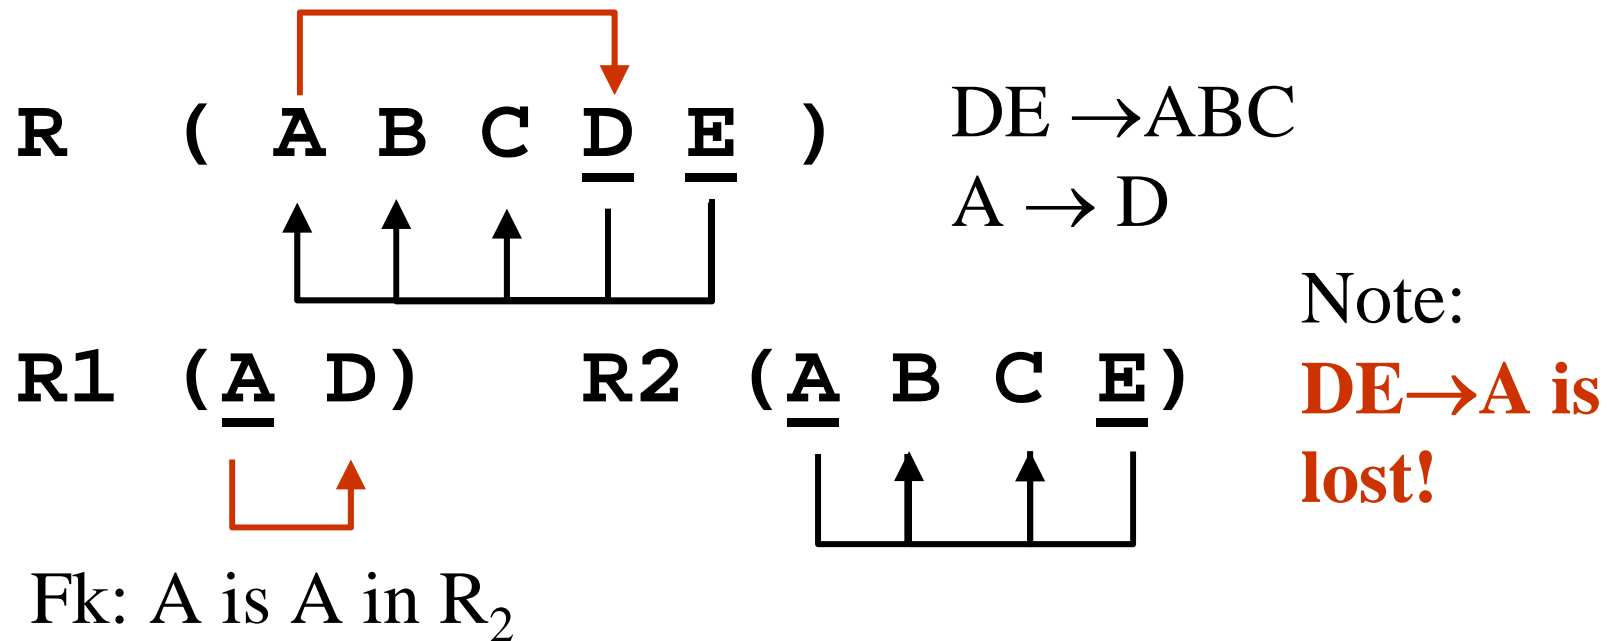 R ( A B C D E )
DE →ABC
A → D
R1 (A D) R2 (A B C E)
Note:
DE→A is
lost!
Fk: A is A in R2